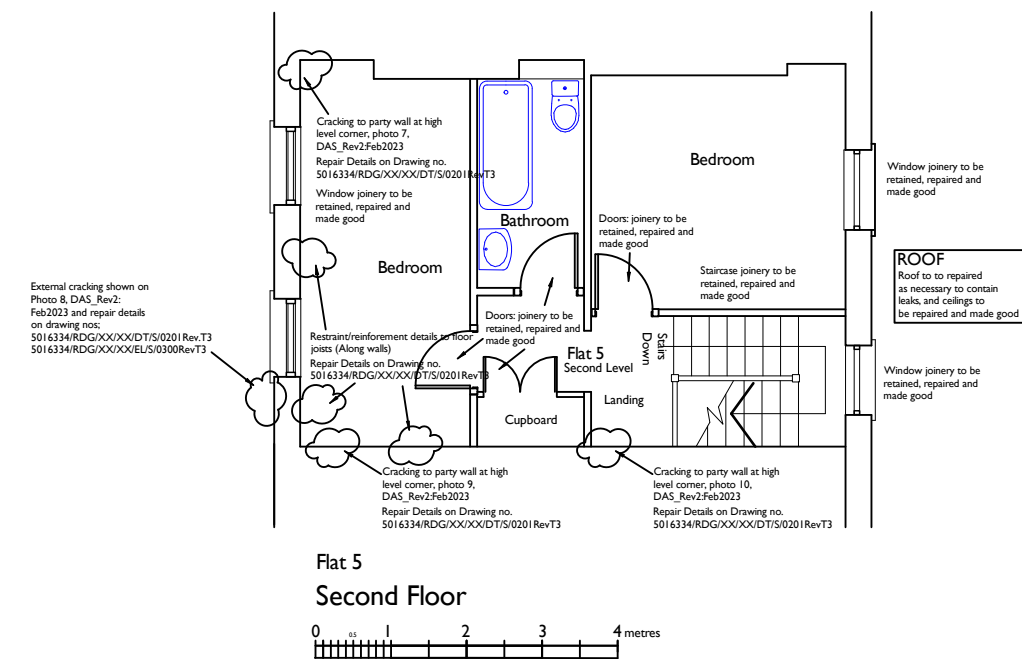 Cracking to party wall at high
level corner, photo 7,
DAS_Rev2:Feb2023
Repair Details on Drawing no.
5016334/RDG/XX/XX/DT/S/0201RevT3
Window joinery to be
retained, repaired and
made good
Bedroom
Bathroom
Bedroom
Doors: joinery to be
retained, repaired and
made good
Staircase joinery to be
retained, repaired and
made good
Window joinery to be
retained, repaired and
made good
ROOF
Roof to to repaired
as necessary to contain
leaks, and ceilings to
be repaired and made good
External cracking shown on
Photo 8, DAS_Rev2:
Feb2023 and repair details
on drawing nos;
5016334/RDG/XX/XX/DT/S/0201Rev.T3
5016334/RDG/XX/XX/EL/S/0300RevT3
Restraint/reinforement details to floor
joists (Along walls)
Repair Details on Drawing no.
5016334/RDG/XX/XX/DT/S/0201RevT3
Doors: joinery to be
retained, repaired and
made good
Flat 5
Second Level
Stairs
Down
Landing
Cupboard
Window joinery to be
retained, repaired and
made good
Cracking to party wall at high
level corner, photo 9,
DAS_Rev2:Feb2023
Repair Details on Drawing no.
5016334/RDG/XX/XX/DT/S/0201RevT3
Cracking to party wall at high
level corner, photo 10,
DAS_Rev2:Feb2023
Repair Details on Drawing no.
5016334/RDG/XX/XX/DT/S/0201RevT3
Flat 5
Second Floor
0 0.5 1 2 3 4 metres